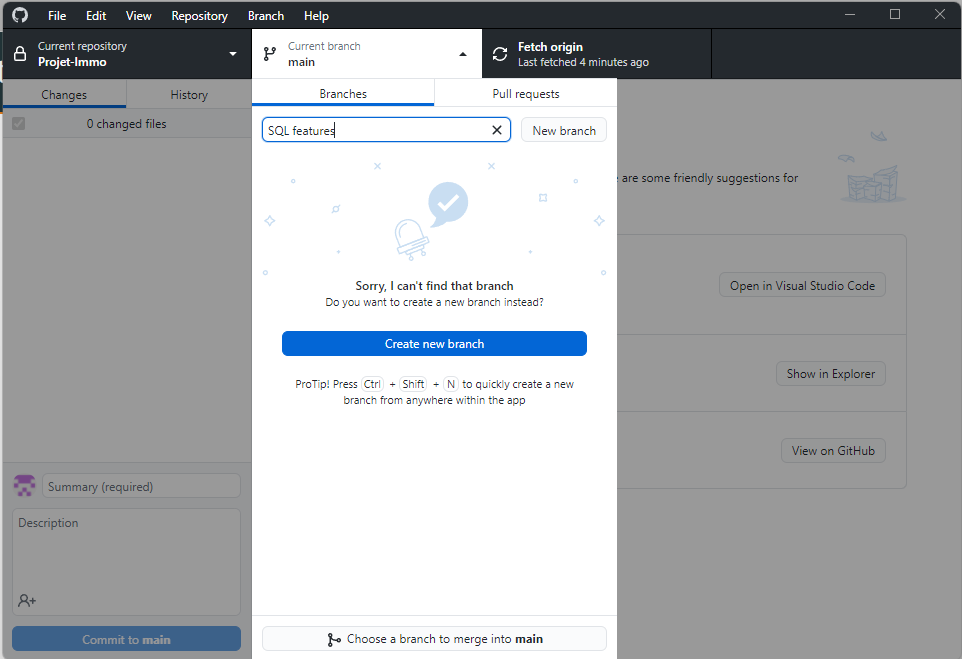 File Edit View Repository Branch Help
Current repository
Projet-Immo
Current branch
main
Fetch origin
Last fetched 4 minutes ago
Changes History
Branches Pull requests
0 changed files
SQL features
New branch
are some friendly suggestions for
Sorry, I can't find that branch
Do you want to create a new branch instead?
Create new branch
ProTip! Press Ctrl + Shift + N to quickly create a new
branch from anywhere within the app
Open in Visual Studio Code
Show in Explorer
View on GitHub
Summary (required)
Description
Commit to main
Choose a branch to merge into main